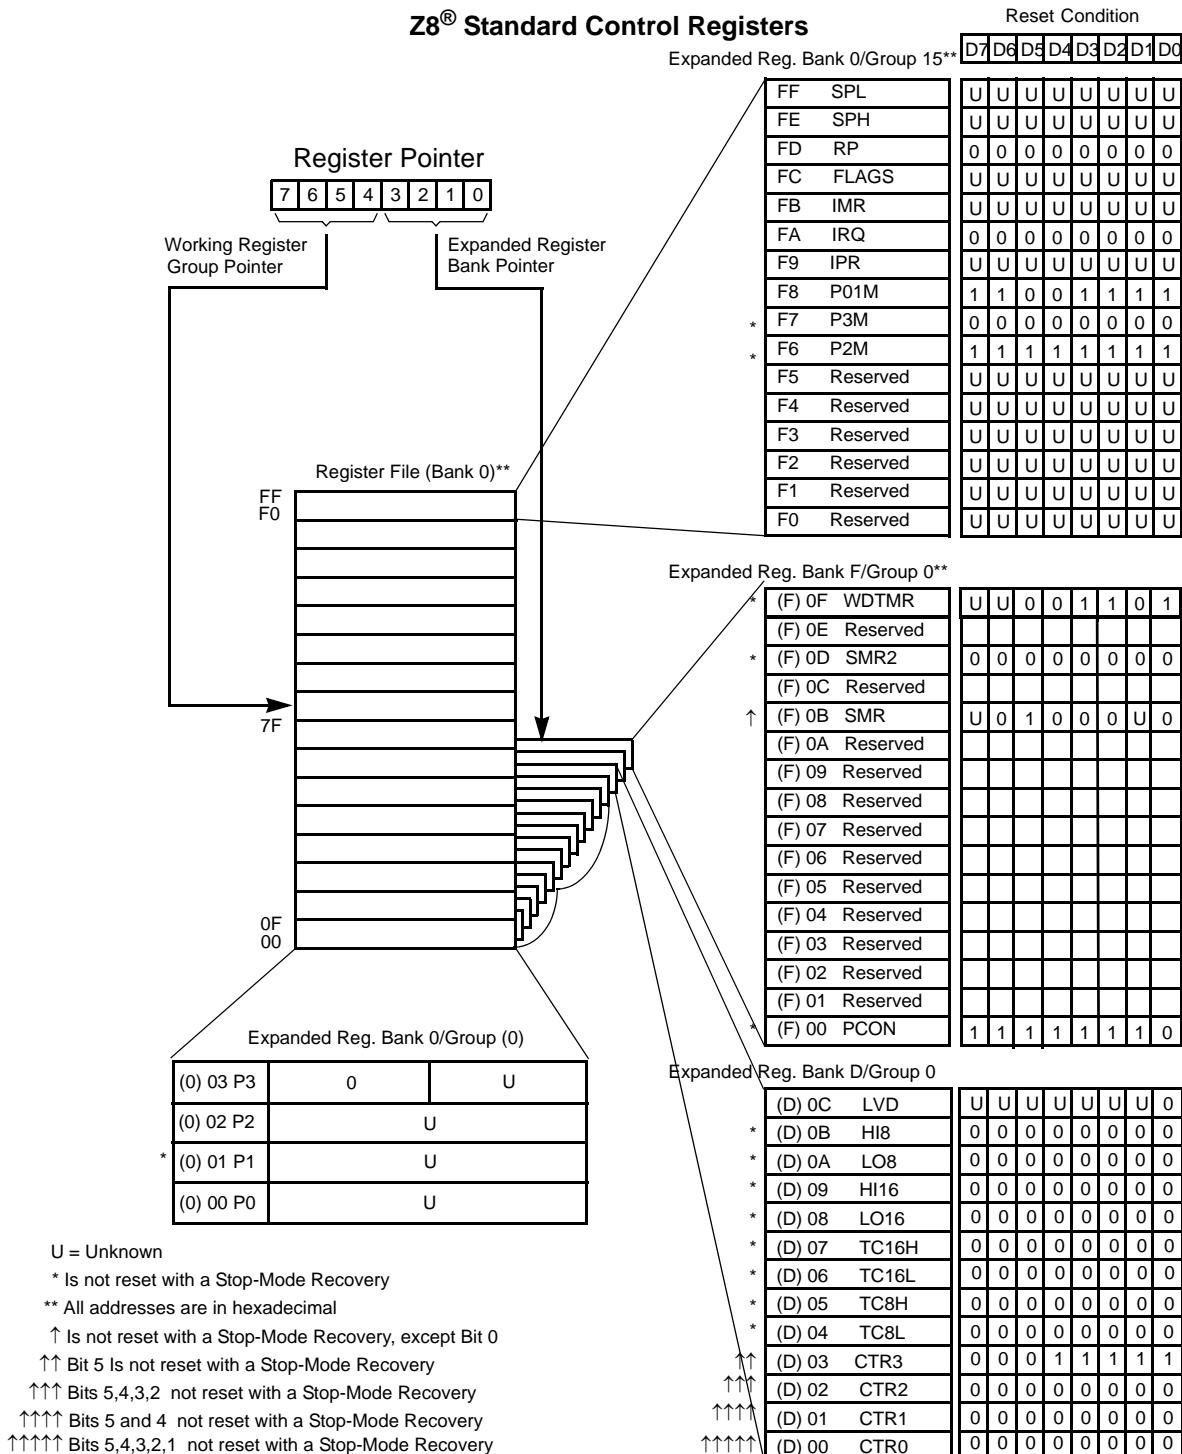 Z8® Standard Control Registers
Reset Condition
Expanded Reg. Bank 0/Group 15**
D7 D6 D5 D4 D3 D2 D1 D0
FF SPL U U U U U U U U
FE SPH U U U U U U U U
FD RP 0 0 0 0 0 0 0 0
FC FLAGS U U U U U U U U
FB IMR U U U U U U U U
FA IRQ 0 0 0 0 0 0 0 0
F9 IPR U U U U U U U U
F8 P01M 1 1 0 0 1 1 1 1
* F7 P3M 0 0 0 0 0 0 0 0
* F6 P2M 1 1 1 1 1 1 1 1
F5 Reserved U U U U U U U U
F4 Reserved U U U U U U U U
F3 Reserved U U U U U U U U
F2 Reserved U U U U U U U U
F1 Reserved U U U U U U U U
F0 Reserved U U U U U U U U
Register Pointer
7 6 5 4 3 2 1 0
Working Register
Group Pointer
Expanded Register
Bank Pointer
Register File (Bank 0)**
FF
F0
7F
0F
00
Expanded Reg. Bank F/Group 0**
* (F) 0F WDTMR U U 0 0 1 1 0 1
(F) 0E Reserved
* (F) 0D SMR2 0 0 0 0 0 0 0 0
(F) 0C Reserved
↑ (F) 0B SMR U 0 1 0 0 0 U 0
(F) 0A Reserved
(F) 09 Reserved
(F) 08 Reserved
(F) 07 Reserved
(F) 06 Reserved
(F) 05 Reserved
(F) 04 Reserved
(F) 03 Reserved
(F) 02 Reserved
(F) 01 Reserved
* (F) 00 PCON 1 1 1 1 1 1 1 0
Expanded Reg. Bank 0/Group (0)
(0) 03 P3 0 U
(0) 02 P2 U
* (0) 01 P1 U
(0) 00 P0 U
Expanded Reg. Bank D/Group 0
(D) 0C LVD U U U U U U U 0
* (D) 0B HI8 0 0 0 0 0 0 0 0
* (D) 0A LO8 0 0 0 0 0 0 0 0
* (D) 09 HI16 0 0 0 0 0 0 0 0
* (D) 08 LO16 0 0 0 0 0 0 0 0
* (D) 07 TC16H 0 0 0 0 0 0 0 0
* (D) 06 TC16L 0 0 0 0 0 0 0 0
* (D) 05 TC8H 0 0 0 0 0 0 0 0
* (D) 04 TC8L 0 0 0 0 0 0 0 0
↑↑ (D) 03 CTR3 0 0 0 1 1 1 1 1
↑↑↑ (D) 02 CTR2 0 0 0 0 0 0 0 0
↑↑↑↑ (D) 01 CTR1 0 0 0 0 0 0 0 0
↑↑↑↑↑ (D) 00 CTR0 0 0 0 0 0 0 0 0
U = Unknown
* Is not reset with a Stop-Mode Recovery
** All addresses are in hexadecimal
↑ Is not reset with a Stop-Mode Recovery, except Bit 0
↑↑ Bit 5 Is not reset with a Stop-Mode Recovery
↑↑↑ Bits 5,4,3,2 not reset with a Stop-Mode Recovery
↑↑↑↑ Bits 5 and 4 not reset with a Stop-Mode Recovery
↑↑↑↑↑ Bits 5,4,3,2,1 not reset with a Stop-Mode Recovery